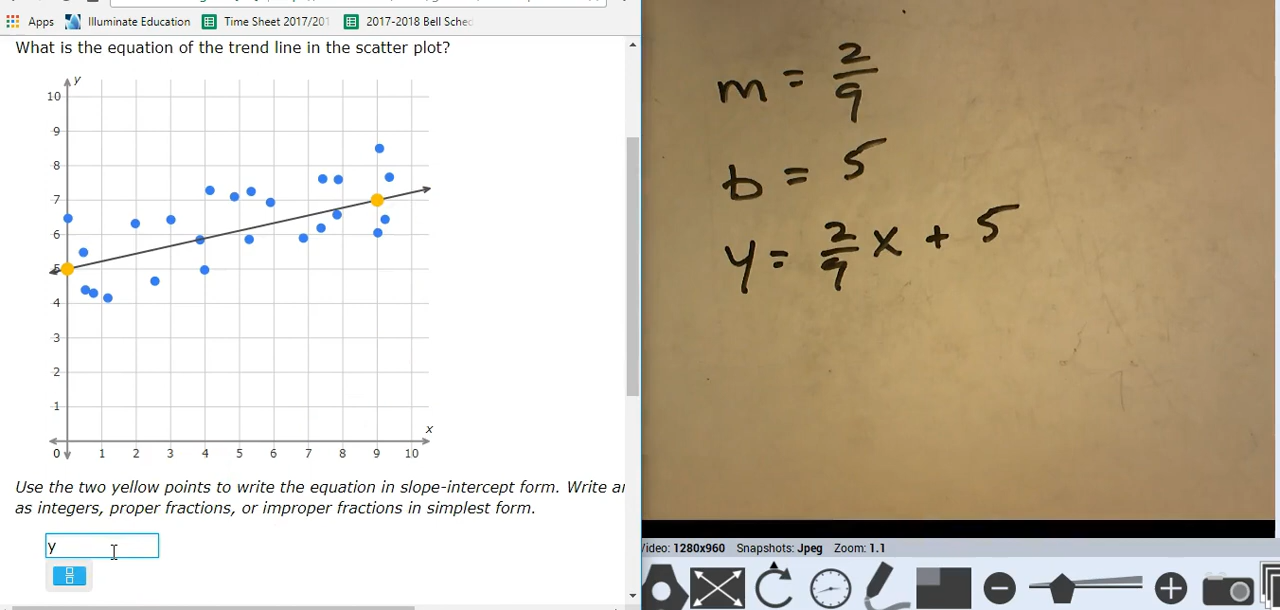 Apps Illuminate Education Time Sheet 2017/201 2017-2018 Bell Sched
What is the equation of the trend line in the scatter plot?
y
10
9
8
7
6
5
4
3
2
1
x
0 1 2 3 4 5 6 7 8 9 10
Use the two yellow points to write the equation in slope-intercept form. Write an
as integers, proper fractions, or improper fractions in simplest form.
y
m = 2/9
b = 5
y = 2/9 x + 5
ideo: 1280x960 Snapshots: Jpeg Zoom: 1.1